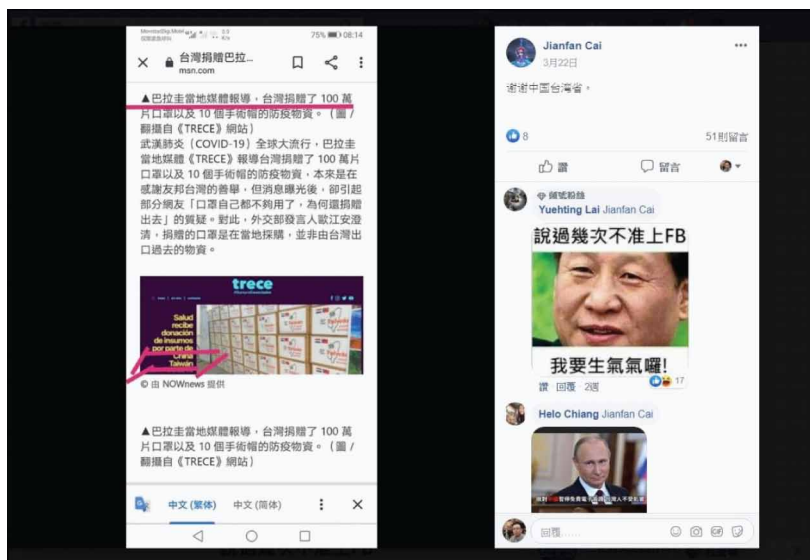 75% 08:14
台灣捐贈巴拉...
msn.com
▲巴拉圭當地媒體報導，台灣捐贈了 100 萬
片口罩以及 10 個手術帽的防疫物資。（圖 /
翻攝自《TRECE》網站）
武漢肺炎（COVID-19）全球大流行，巴拉圭
當地媒體《TRECE》報導台灣捐贈了 100 萬片
口罩以及 10 個手術帽的防疫物資，本來是在
感謝友邦台灣的善舉，但消息曝光後，卻引起
部分網友「口罩自己都不夠用了，為何還捐贈
出去」的質疑。對此，外交部發言人歐江安澄
清，捐贈的口罩是在當地採購，並非由台灣出
口過去的物資。
trece
Salud
recibe
donación
de insumos
por parte de
China
Taiwán
© 由 NOWnews 提供
▲巴拉圭當地媒體報導，台灣捐贈了 100 萬
片口罩以及 10 個手術帽的防疫物資。（圖 /
翻攝自《TRECE》網站）
中文 (繁体) 中文 (简体)
Jianfan Cai
3月22日
谢谢中国台湾省。
8 51則留言
讚 留言
頭號粉絲
Yuehting Lai Jianfan Cai
說過幾次不准上FB
我要生氣氣囉!
讚 回覆 2週 17
Helo Chiang Jianfan Cai
回覆......